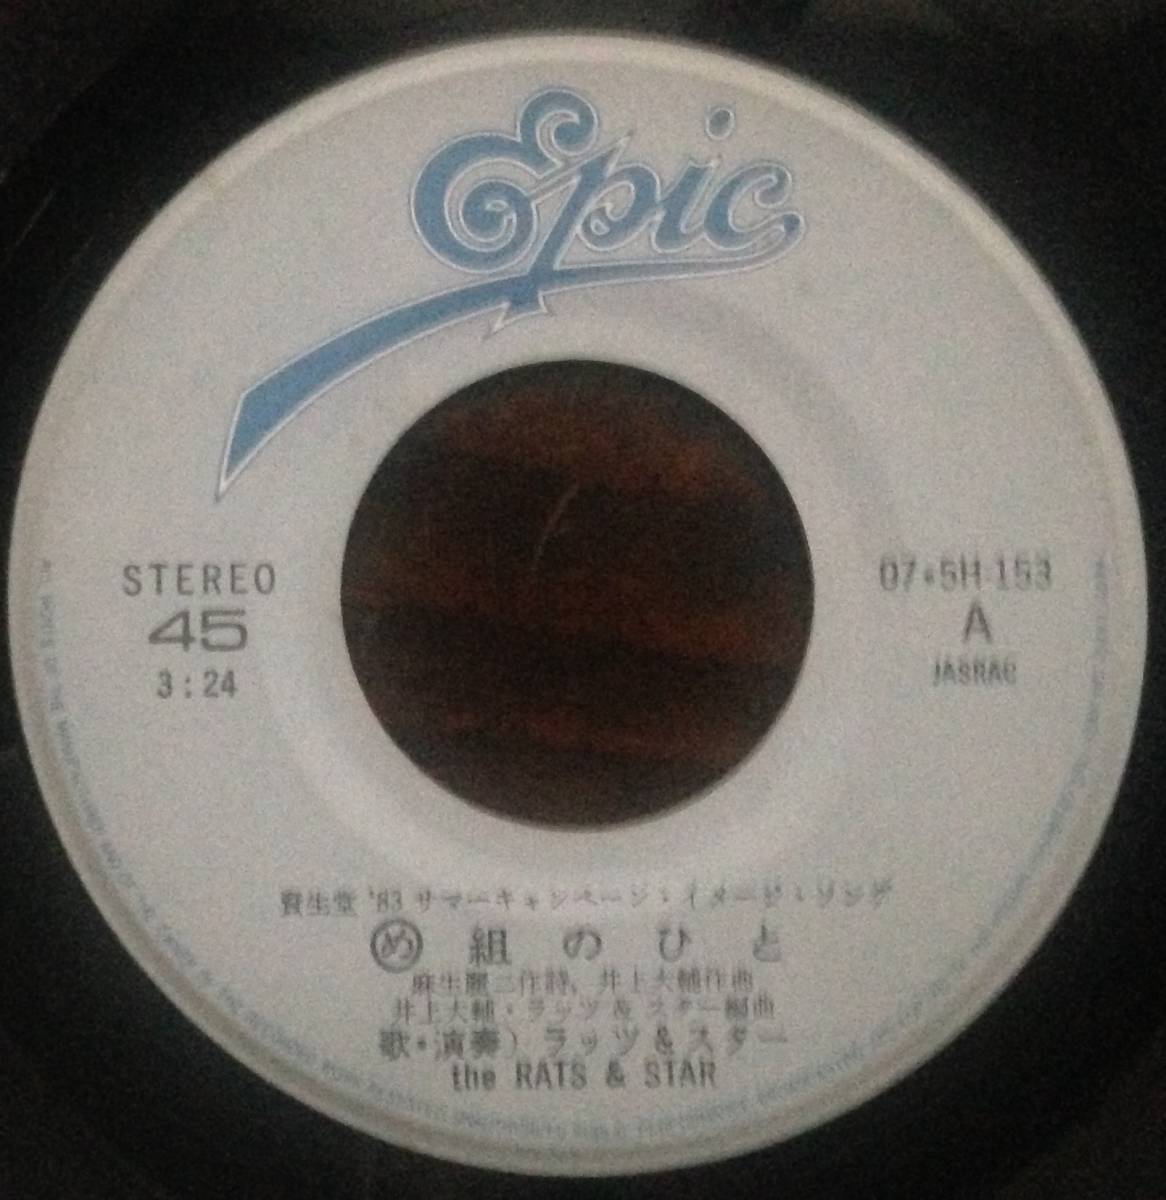 Epic
STEREO
45
3:24
07・5H-153
A
JASRAC
資生堂 '83 サマーキャンペーン・イメージ・ソング
め 組のひと
麻生麗二作詩、井上大輔作曲
井上大輔・ラッツ & スター編曲
歌・演奏）ラッツ & スター
the RATS & STAR